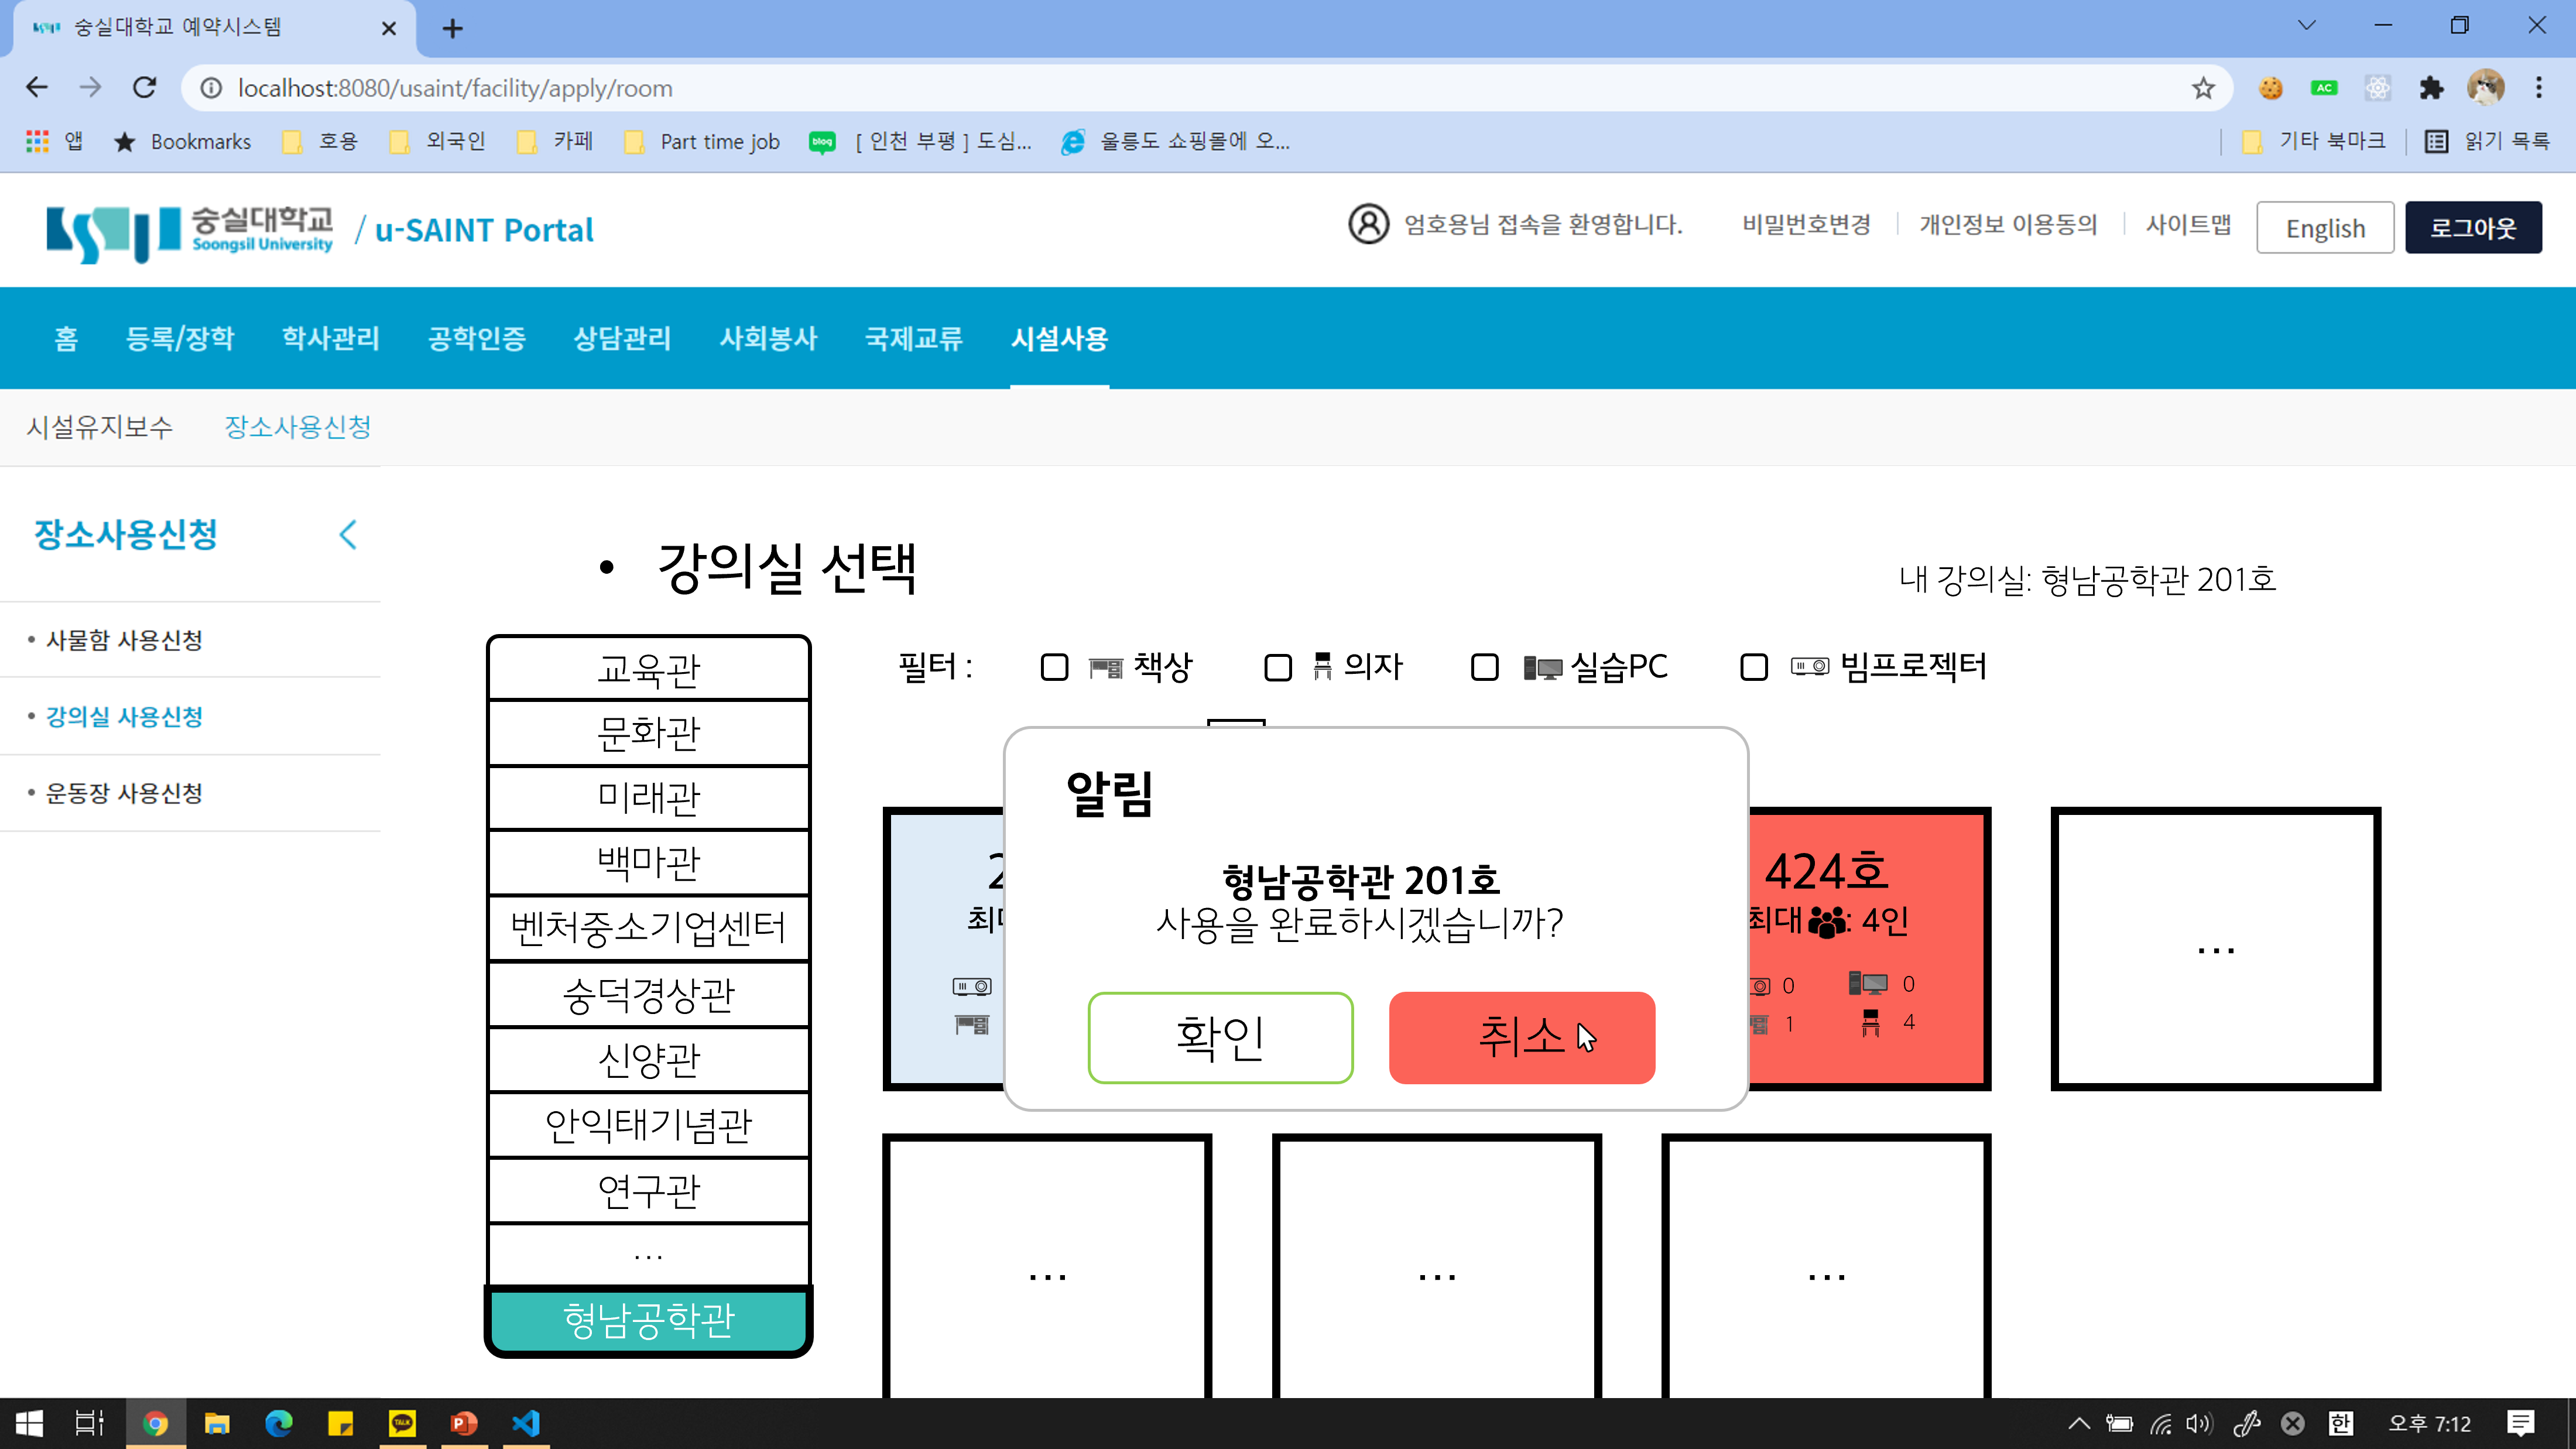 숭실대학교 예약시스템
localhost:8080/usaint/facility/apply/room
AC
앱 Bookmarks 호용 외국인 카페 Part time job blog [ 인천 부평 ] 도심... 울릉도 쇼핑몰에 오... 기타 북마크 읽기 목록
숭실대학교
Soongsil University
/ u-SAINT Portal
엄호용님 접속을 환영합니다. 비밀번호변경 개인정보 이용동의 사이트맵 English 로그아웃
홈 등록/장학 학사관리 공학인증 상담관리 사회봉사 국제교류 시설사용
시설유지보수 장소사용신청
장소사용신청
• 사물함 사용신청
• 강의실 사용신청
• 운동장 사용신청
• 강의실 선택
내 강의실: 형남공학관 201호
교육관
문화관
미래관
백마관
벤처중소기업센터
숭덕경상관
신양관
안익태기념관
연구관
...
형남공학관
필터 : 책상 의자 실습PC 빔프로젝터
알림
형남공학관 201호
사용을 완료하시겠습니까?
확인 취소
424호
최대 : 4인
0 0
1 4
...
... ... ...
TALK
한 오후 7:12